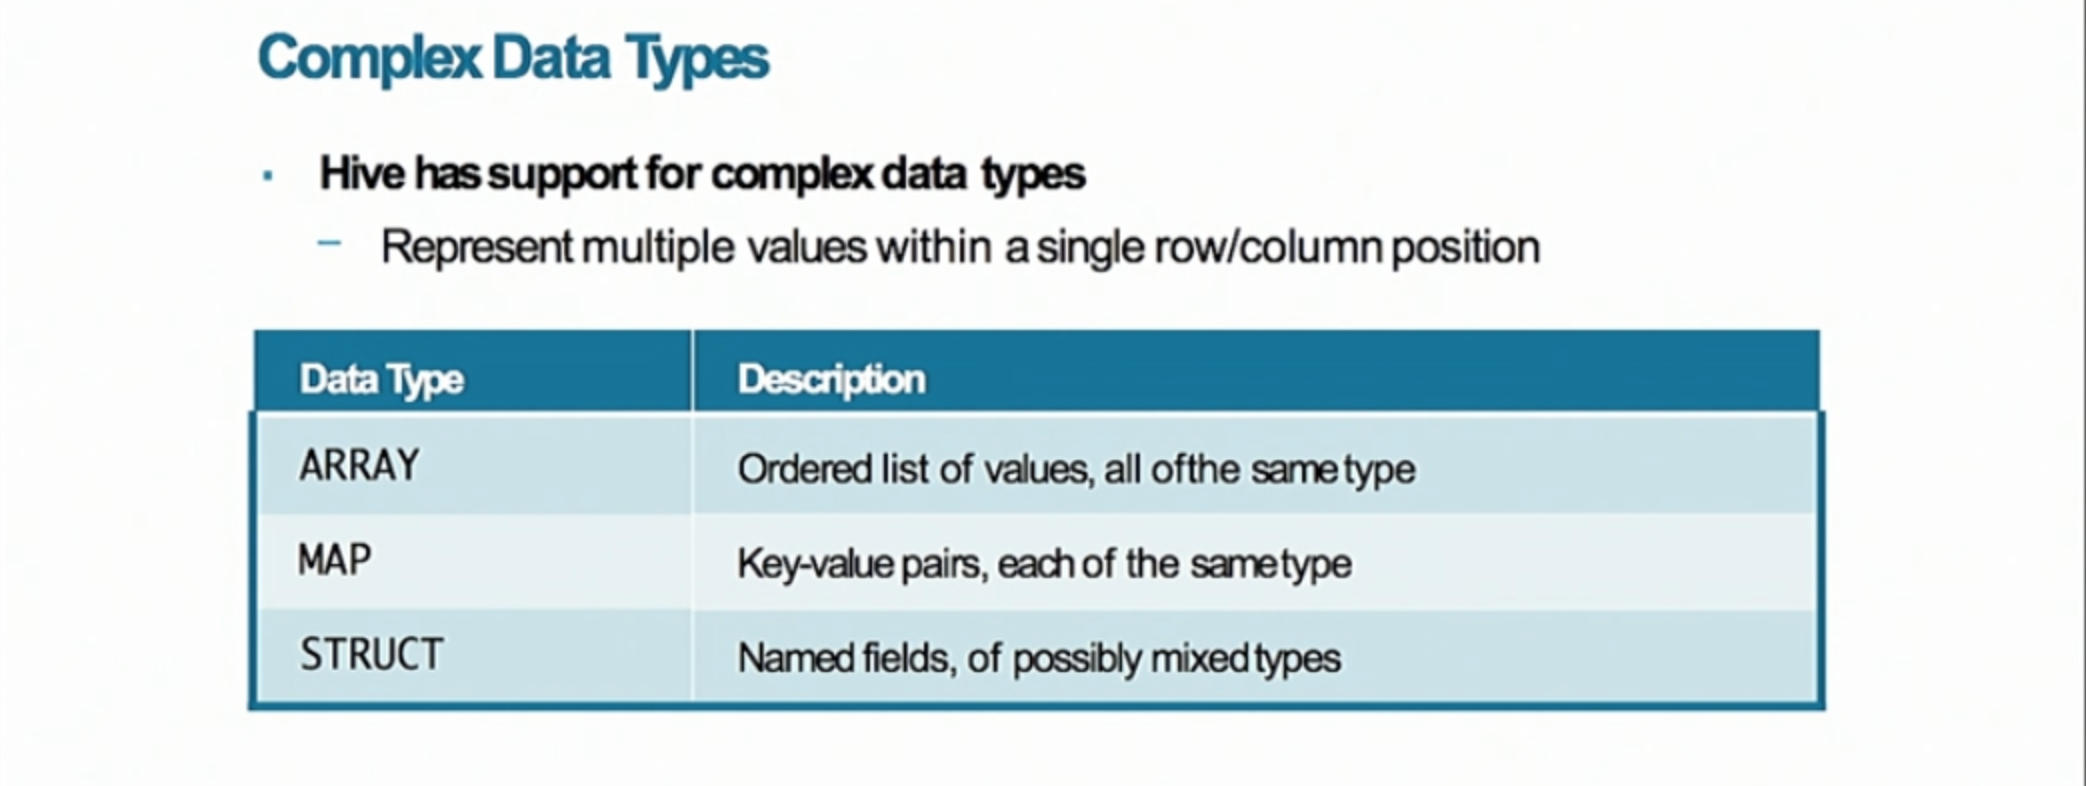 Complex Data Types
· Hive has support for complex data types
– Represent multiple values within a single row/column position
Data Type Description
ARRAY Ordered list of values, all ofthe same type
MAP Key-value pairs, each of the same type
STRUCT Named fields, of possibly mixed types